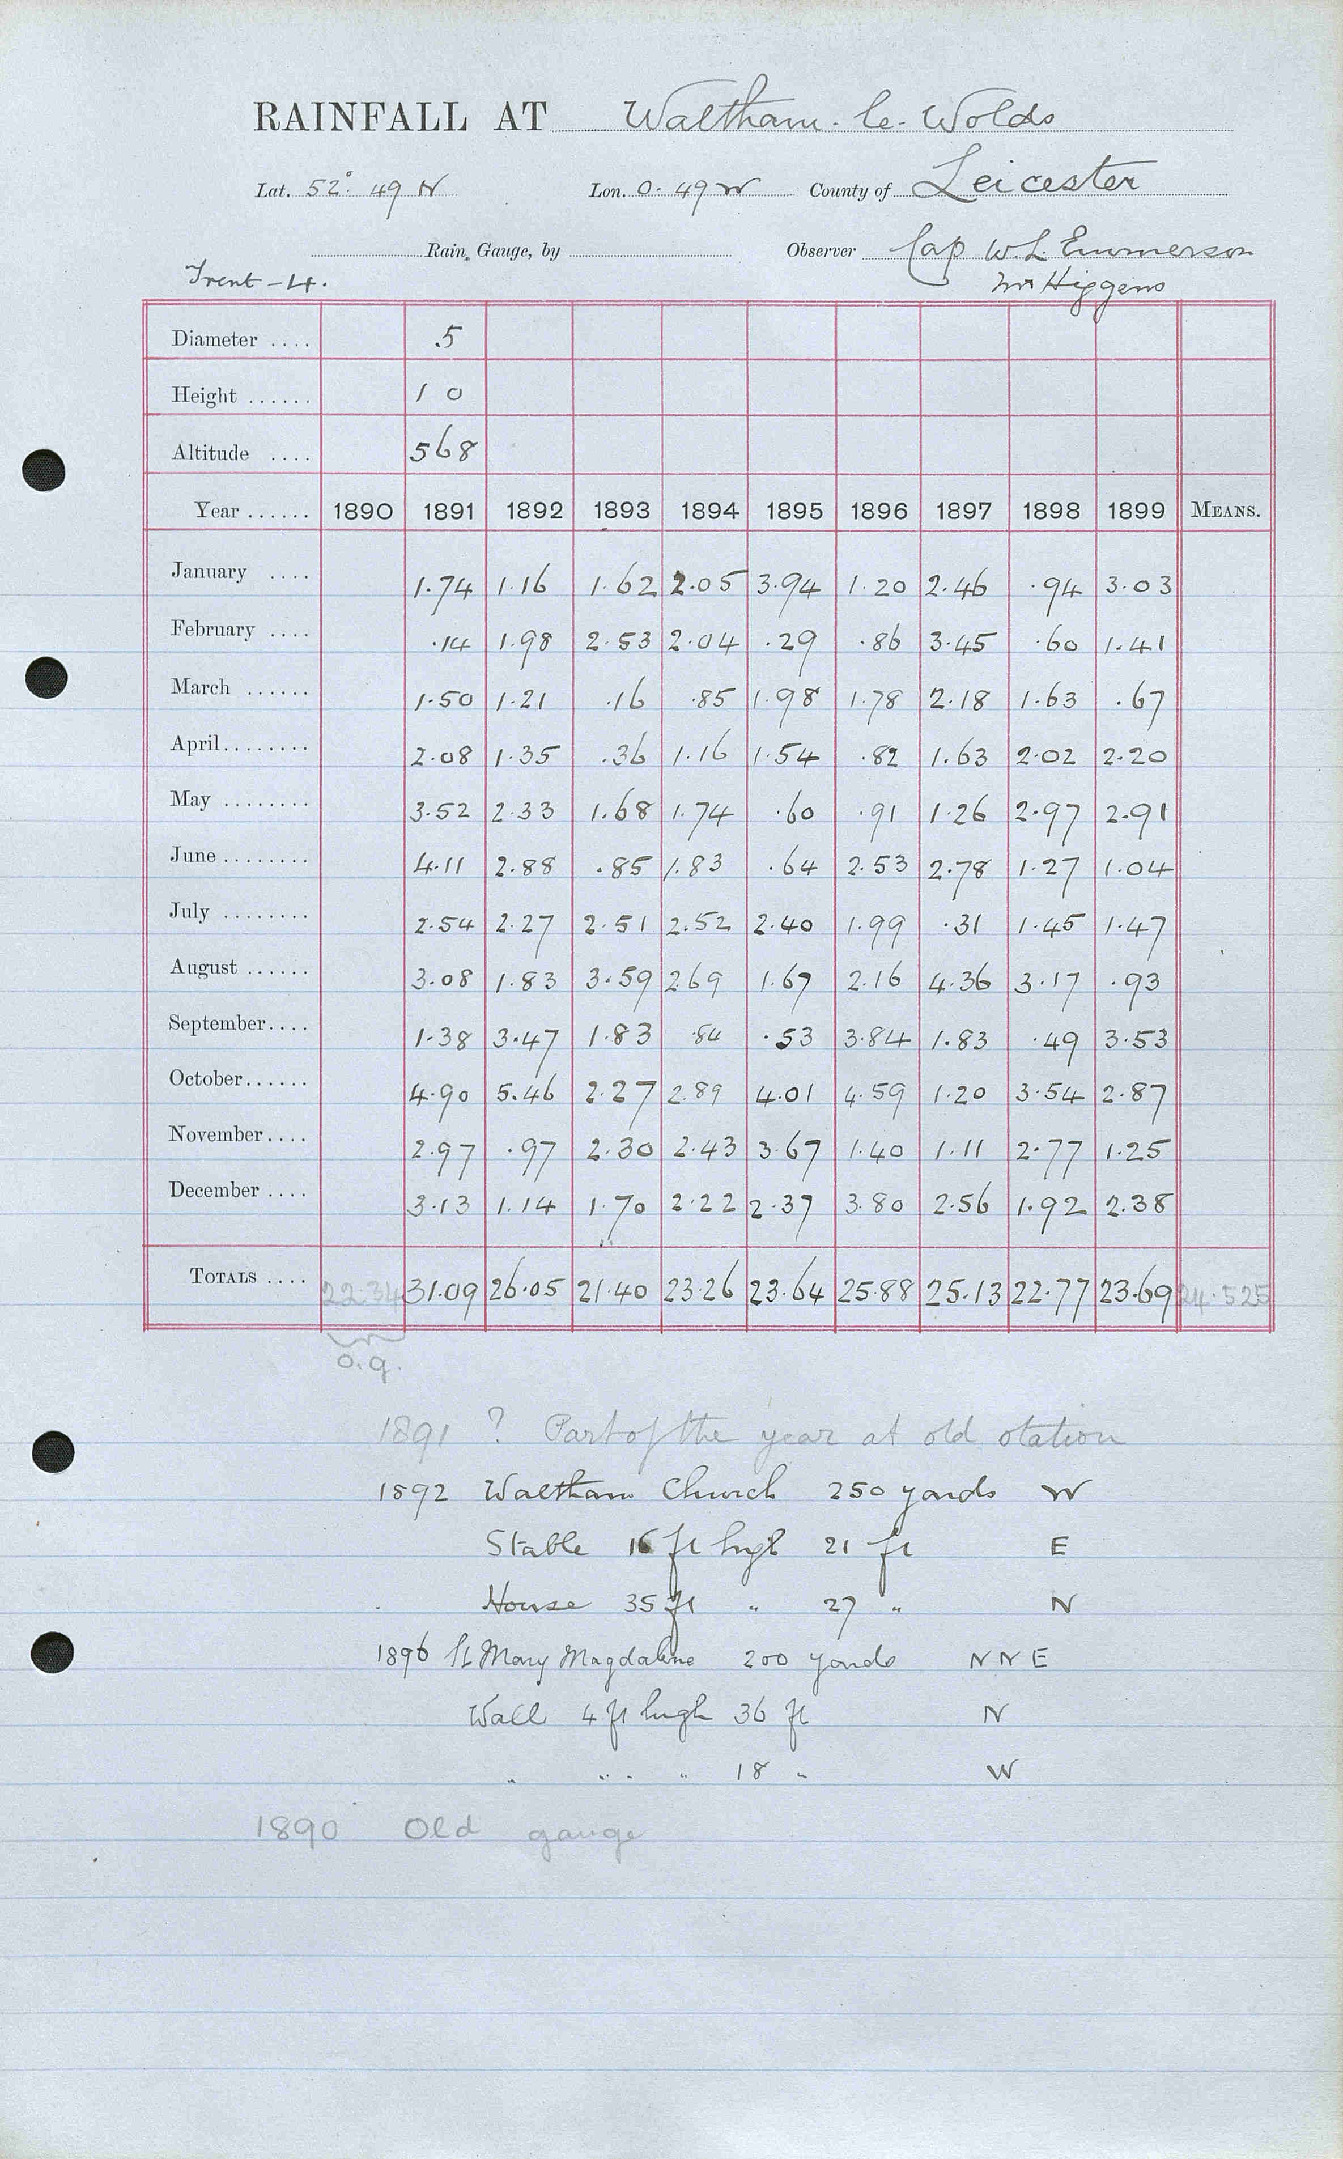 RAINFALL AT Waltham. le. Wolds
Lat. 52° 49 N Lon. 0. 49 W County of Leicester
Rain Gauge, by Observer Cap W. L Emmerson
Trent - 4. Mr Higgens
Diameter .... 5
Height ...... 1 0
Altitude .... 568
Year ...... 1890 1891 1892 1893 1894 1895 1896 1897 1898 1899 MEANS.
January .... 1.74 1.16 1.62 2.05 3.94 1.20 2.46 .94 3.03
February .... .14 1.98 2.53 2.04 .29 .86 3.45 .60 1.41
March ...... 1.50 1.21 .16 .85 1.98 1.78 2.18 1.63 .67
April........ 2.08 1.35 .36 1.16 1.54 .82 1.63 2.02 2.20
May ........ 3.52 2.33 1.68 1.74 .60 .91 1.26 2.97 2.91
June ........ 4.11 2.88 .85 1.83 .64 2.53 2.78 1.27 1.04
July ........ 2.54 2.27 2.51 2.52 2.40 1.99 .31 1.45 1.47
August ...... 3.08 1.83 3.59 2.69 1.67 2.16 4.36 3.17 .93
September.... 1.38 3.47 1.83 .84 .53 3.84 1.83 .49 3.53
October...... 4.90 5.46 2.27 2.89 4.01 4.59 1.20 3.54 2.87
November.... 2.97 .97 2.30 2.43 3.67 1.40 1.11 2.77 1.25
December .... 3.13 1.14 1.70 2.22 2.37 3.80 2.56 1.92 2.38
TOTALS .... 22.34 31.09 26.05 21.40 23.26 23.64 25.88 25.13 22.77 23.69 24.525
o.g.
1891 ? Part of the year at old station
1892 Waltham Church 250 yards W
Stable 16 ft high 21 ft E
House 35 ft " 27 " N
1896 St Mary Magdalene 200 yards N N E
Wall 4 ft high 36 ft N
" " " " 18 " W
1890 Old gauge